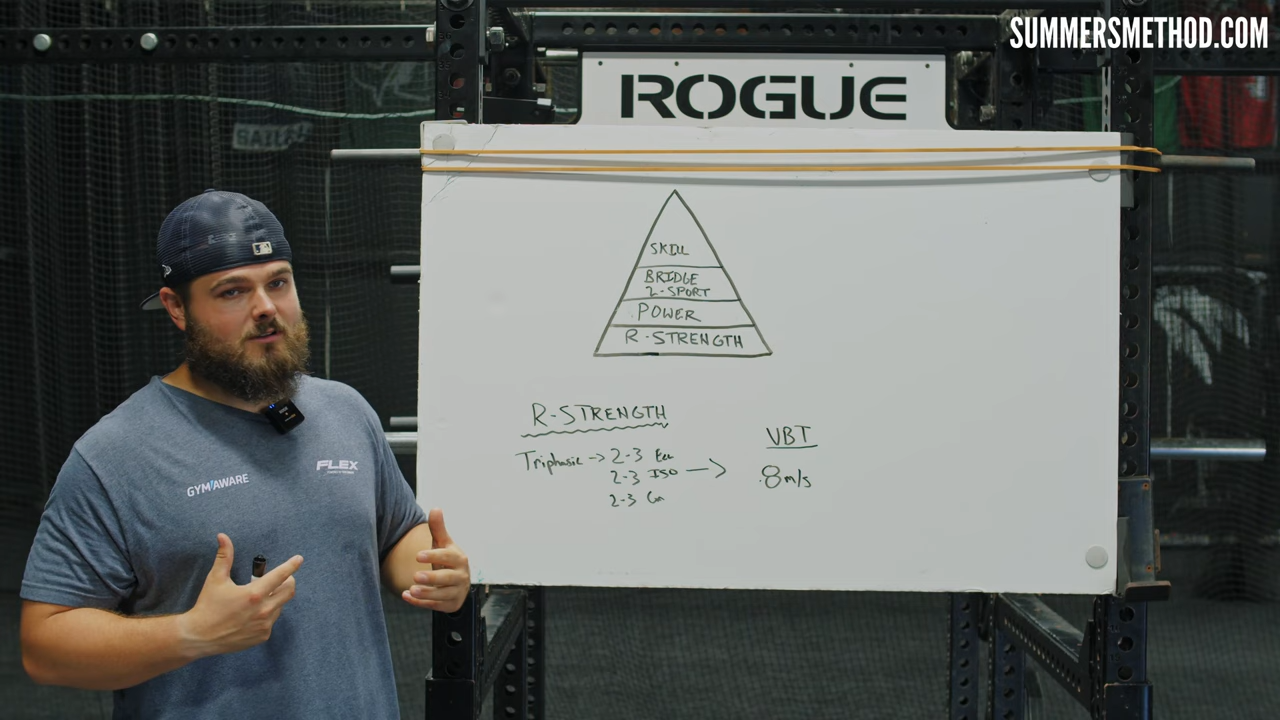 SUMMERSMETHOD.COM
ROGUE
SKILL
BRIDGE
2-SPORT
POWER
R-STRENGTH
R-STRENGTH
Triphasic -> 2-3 Ecc
2-3 ISO ->
2-3 Con
VBT
.8m/s
GYMAWARE
FLEX